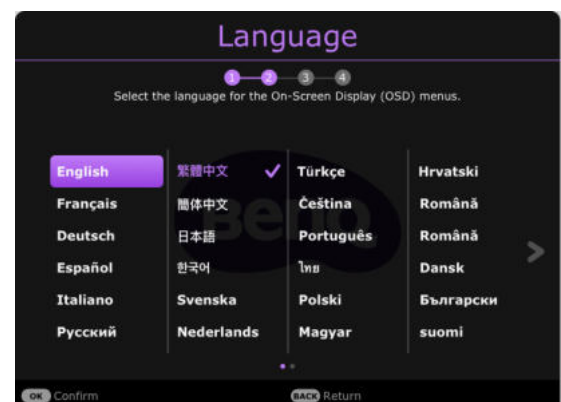 Language
1 2 3 4
Select the language for the On-Screen Display (OSD) menus.
English 繁體中文 Türkçe Hrvatski
Français 簡体中文 Čeština Română
Deutsch 日本語 Português Română
Español 한국어 ไทย Dansk
Italiano Svenska Polski Български
Русский Nederlands Magyar suomi
BenQ
OK Confirm BACK Return